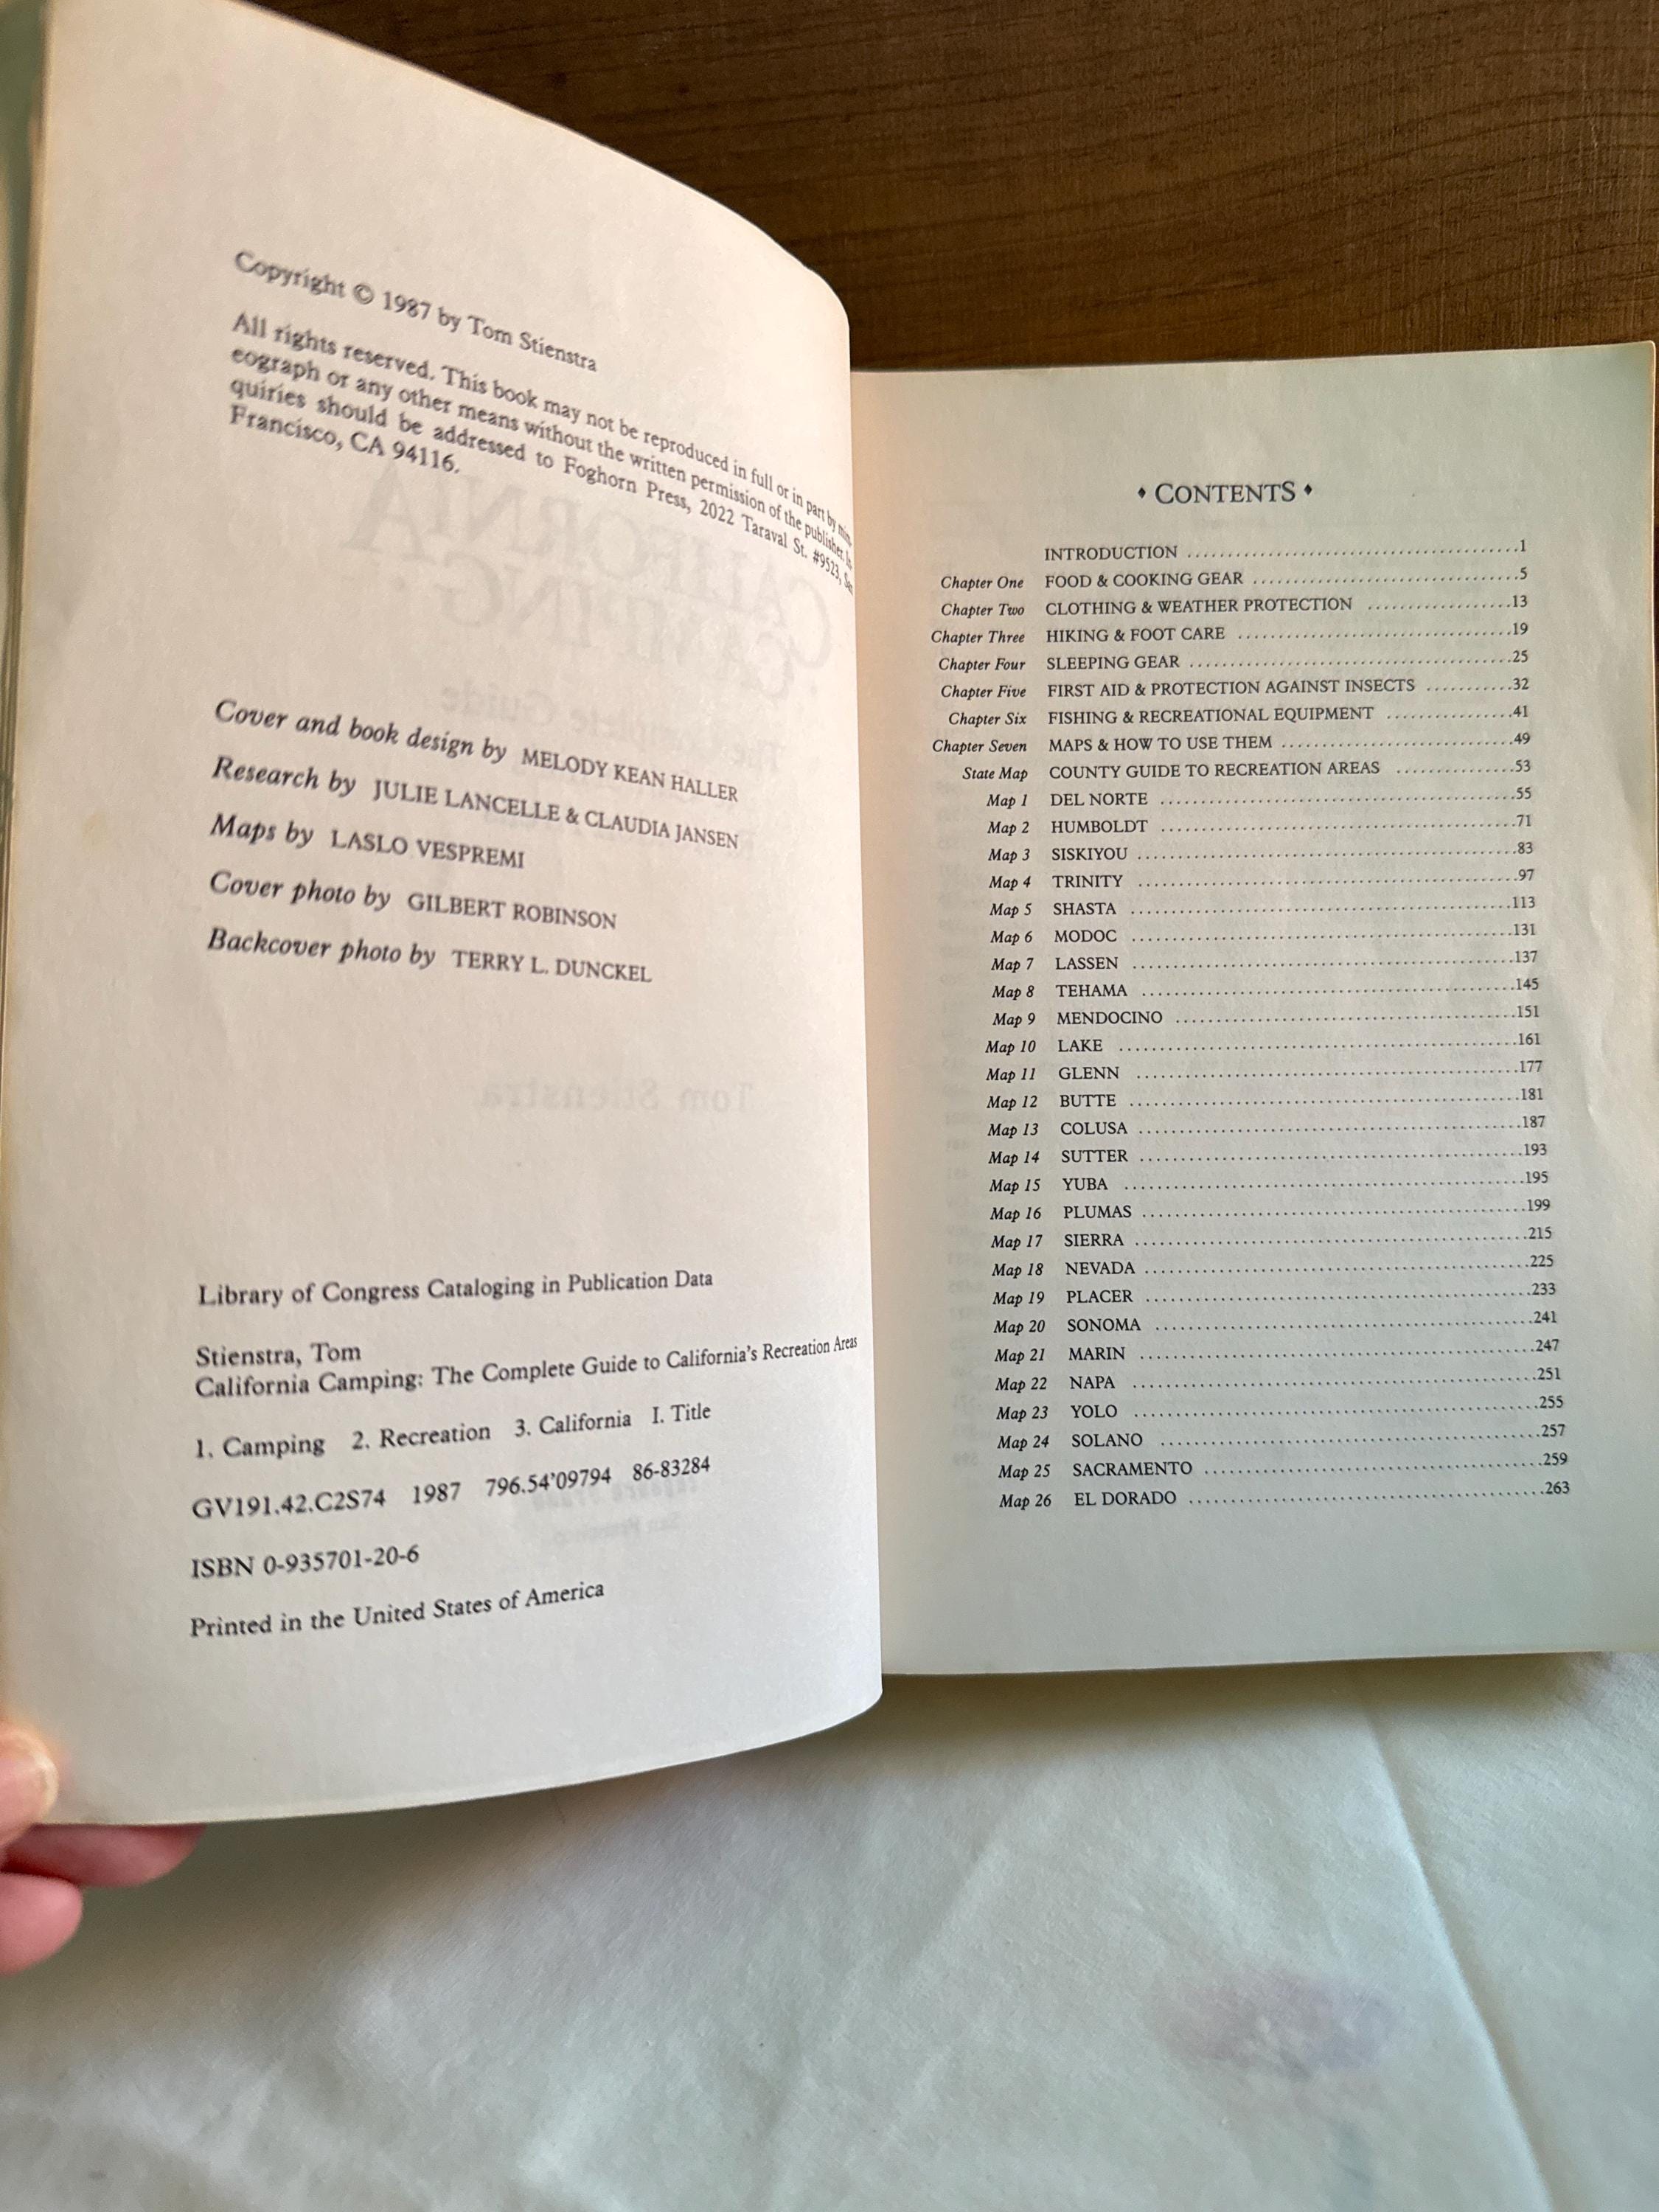 Copyright © 1987 by Tom Stienstra
All rights reserved. This book may not be reproduced in full or in part by mim-
eograph or any other means without the written permission of the publisher. In-
quiries should be addressed to Foghorn Press, 2022 Taraval St. #9523, San
Francisco, CA 94116.
Cover and book design by MELODY KEAN HALLER
Research by JULIE LANCELLE & CLAUDIA JANSEN
Maps by LASLO VESPREMI
Cover photo by GILBERT ROBINSON
Backcover photo by TERRY L. DUNCKEL
Library of Congress Cataloging in Publication Data
Stienstra, Tom
California Camping: The Complete Guide to California's Recreation Areas
1. Camping 2. Recreation 3. California I. Title
GV191.42.C2S74 1987 796.54'09794 86-83284
ISBN 0-935701-20-6
Printed in the United States of America
♦ CONTENTS ♦
INTRODUCTION ........ 1
Chapter One FOOD & COOKING GEAR ........ 5
Chapter Two CLOTHING & WEATHER PROTECTION ........ 13
Chapter Three HIKING & FOOT CARE ........ 19
Chapter Four SLEEPING GEAR ........ 25
Chapter Five FIRST AID & PROTECTION AGAINST INSECTS ........ 32
Chapter Six FISHING & RECREATIONAL EQUIPMENT ........ 41
Chapter Seven MAPS & HOW TO USE THEM ........ 49
State Map COUNTY GUIDE TO RECREATION AREAS ........ 53
Map 1 DEL NORTE ........ 55
Map 2 HUMBOLDT ........ 71
Map 3 SISKIYOU ........ 83
Map 4 TRINITY ........ 97
Map 5 SHASTA ........ 113
Map 6 MODOC ........ 131
Map 7 LASSEN ........ 137
Map 8 TEHAMA ........ 145
Map 9 MENDOCINO ........ 151
Map 10 LAKE ........ 161
Map 11 GLENN ........ 177
Map 12 BUTTE ........ 181
Map 13 COLUSA ........ 187
Map 14 SUTTER ........ 193
Map 15 YUBA ........ 195
Map 16 PLUMAS ........ 199
Map 17 SIERRA ........ 215
Map 18 NEVADA ........ 225
Map 19 PLACER ........ 233
Map 20 SONOMA ........ 241
Map 21 MARIN ........ 247
Map 22 NAPA ........ 251
Map 23 YOLO ........ 255
Map 24 SOLANO ........ 257
Map 25 SACRAMENTO ........ 259
Map 26 EL DORADO ........ 263